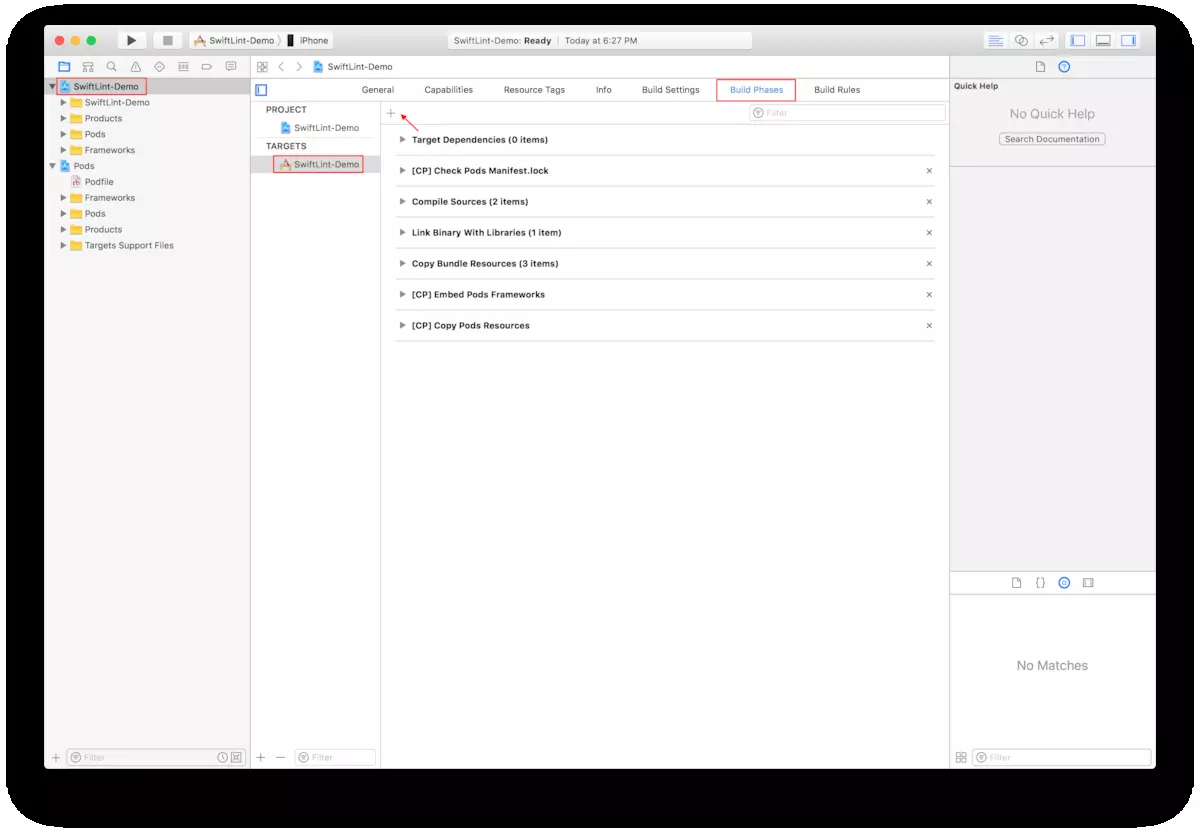 SwiftLint-Demo 〉 iPhone
SwiftLint-Demo: Ready | Today at 6:27 PM
SwiftLint-Demo
SwiftLint-Demo
Products
Pods
Frameworks
Pods
Podfile
Frameworks
Pods
Products
Targets Support Files
Filter
SwiftLint-Demo
General Capabilities Resource Tags Info Build Settings Build Phases Build Rules
PROJECT
SwiftLint-Demo
TARGETS
SwiftLint-Demo
Filter
Filter
Target Dependencies (0 items)
[CP] Check Pods Manifest.lock
Compile Sources (2 items)
Link Binary With Libraries (1 item)
Copy Bundle Resources (3 items)
[CP] Embed Pods Frameworks
[CP] Copy Pods Resources
Quick Help
No Quick Help
Search Documentation
No Matches
Filter